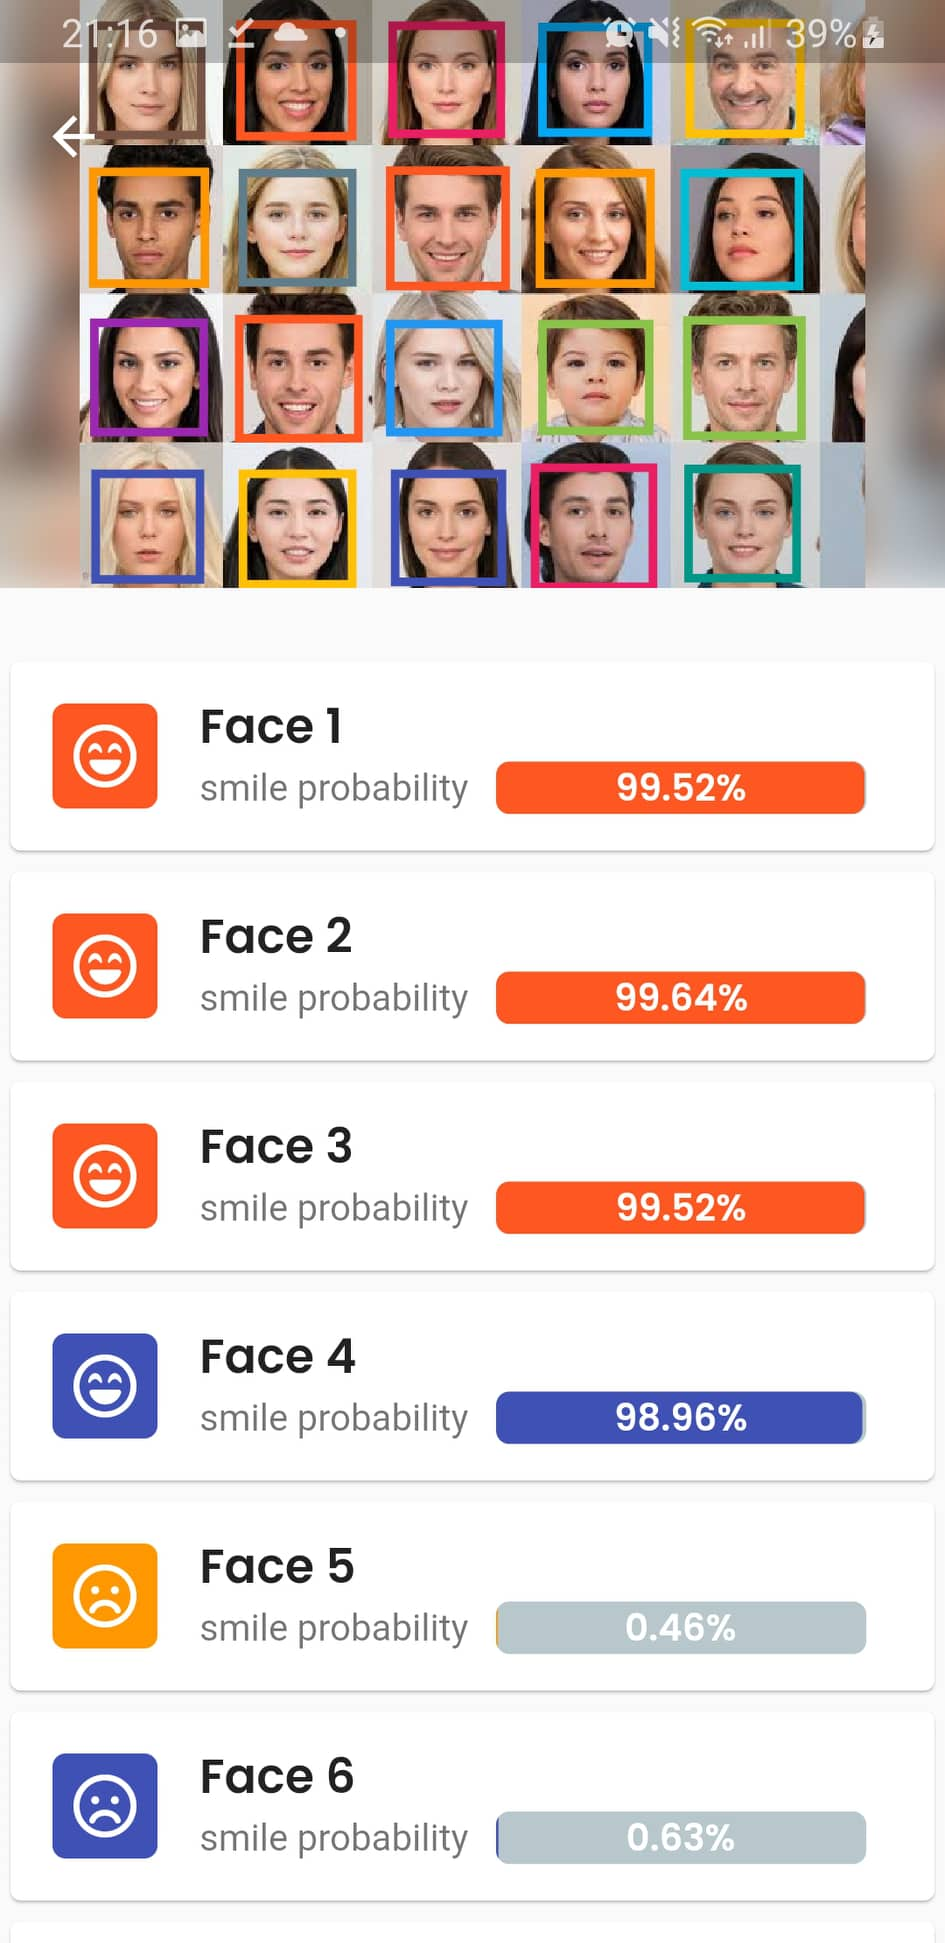 21:16 39%
Face 1
smile probability 99.52%
Face 2
smile probability 99.64%
Face 3
smile probability 99.52%
Face 4
smile probability 98.96%
Face 5
smile probability 0.46%
Face 6
smile probability 0.63%